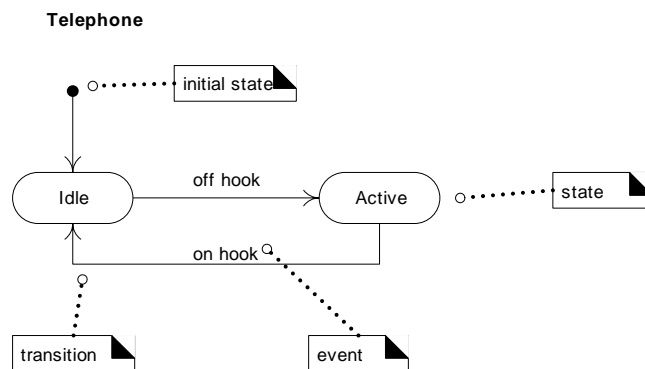 Telephone
initial state
off hook
Idle
Active
state
on hook
transition
event